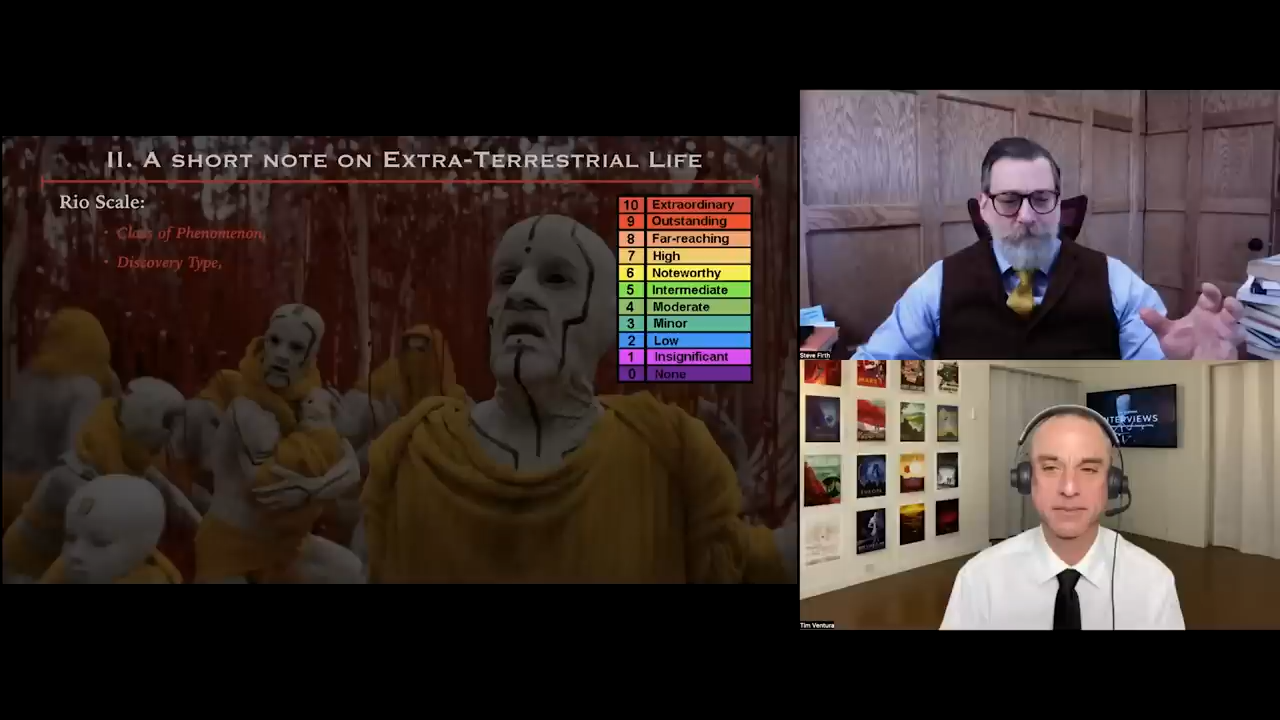 II. A SHORT NOTE ON EXTRA-TERRESTRIAL LIFE
Rio Scale:
• Class of Phenomenon,
• Discovery Type,
10 Extraordinary
9 Outstanding
8 Far-reaching
7 High
6 Noteworthy
5 Intermediate
4 Moderate
3 Minor
2 Low
1 Insignificant
0 None
Steve Firth
INTERVIEWS
Tim Ventura